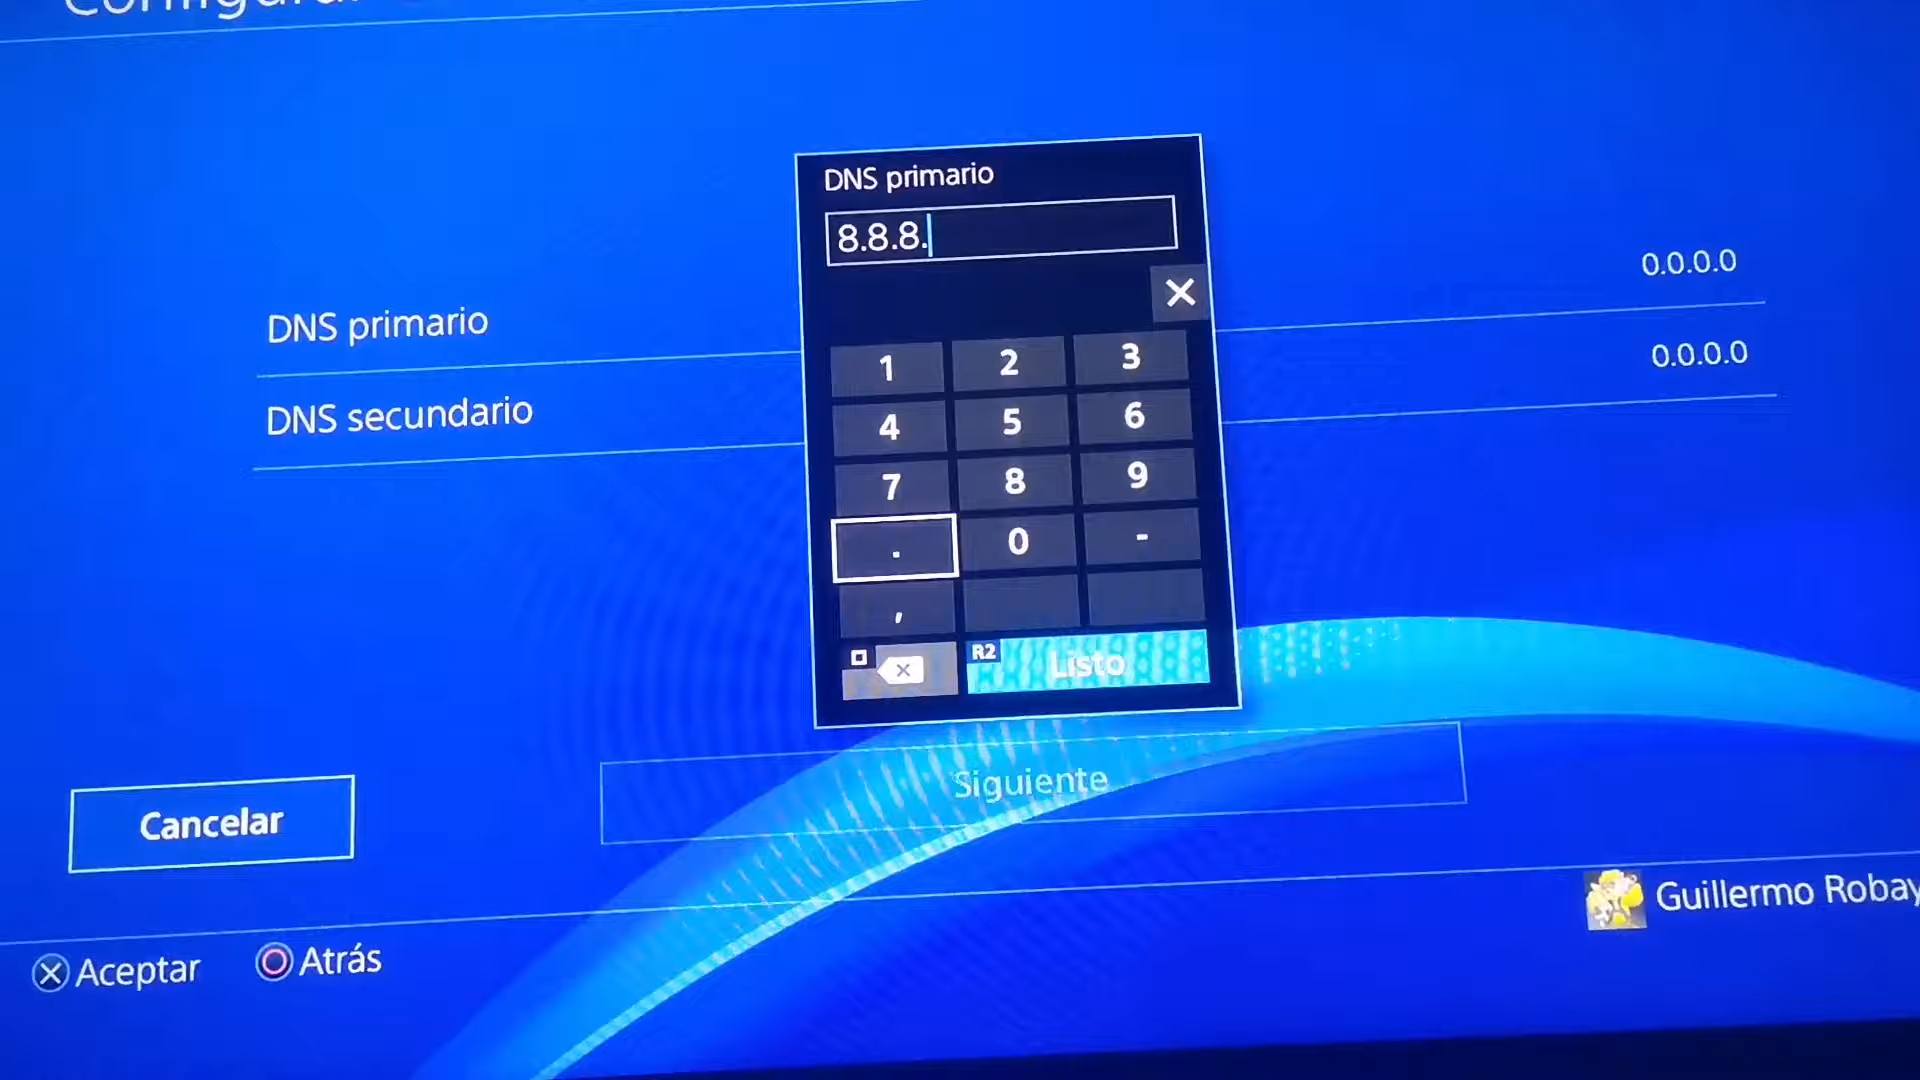 DNS primario
8.8.8.
0.0.0.0
DNS primario
0.0.0.0
DNS secundario
1 2 3
4 5 6
7 8 9
. 0 -
,
R2 Listo
Siguiente
Cancelar
Guillermo
Aceptar Atrás